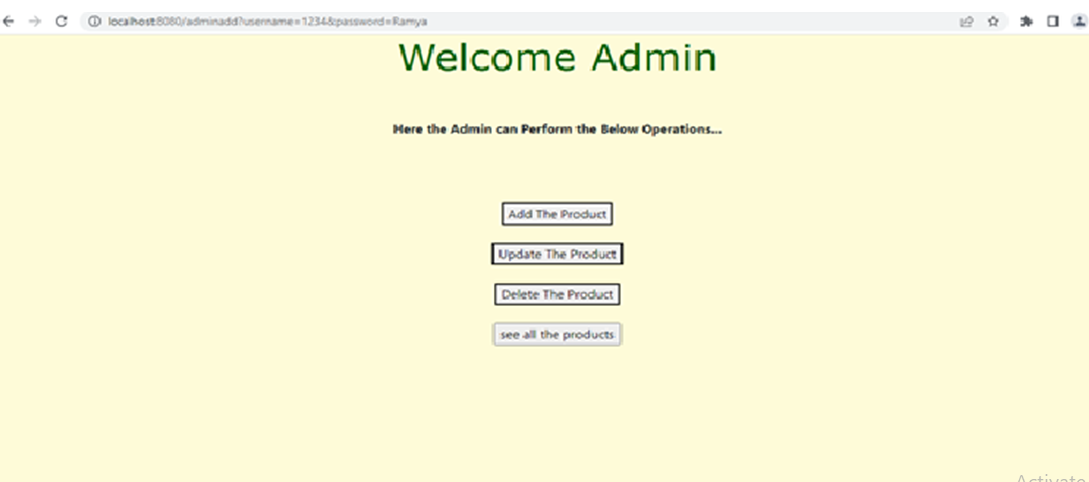 localhost:8080/adminadd?username=1234&password=Ramya
Welcome Admin
Here the Admin can Perform the Below Operations...
Add The Product
Update The Product
Delete The Product
see all the products
Activate